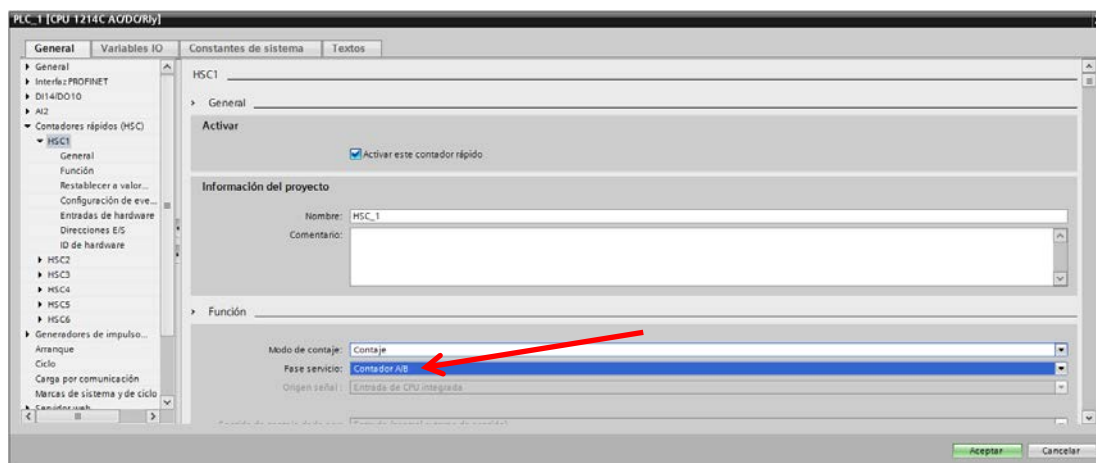 PLC_1 [CPU 1214C AC/DC/Rly]
General Variables IO Constantes de sistema Textos
General
Interfaz PROFINET
DI14/DO10
AI2
Contadores rápidos (HSC)
HSC1
General
Función
Restablecer a valor...
Configuración de eve...
Entradas de hardware
Direcciones E/S
ID de hardware
HSC2
HSC3
HSC4
HSC5
HSC6
Generadores de impulso...
Arranque
Ciclo
Carga por comunicación
Marcas de sistema y de ciclo
Servidor web
HSC1
General
Activar
Activar este contador rápido
Información del proyecto
Nombre: HSC_1
Comentario:
Función
Modo de contaje: Contaje
Fase servicio: Contador A/B
Origen señal: Entrada de CPU integrada
Aceptar Cancelar